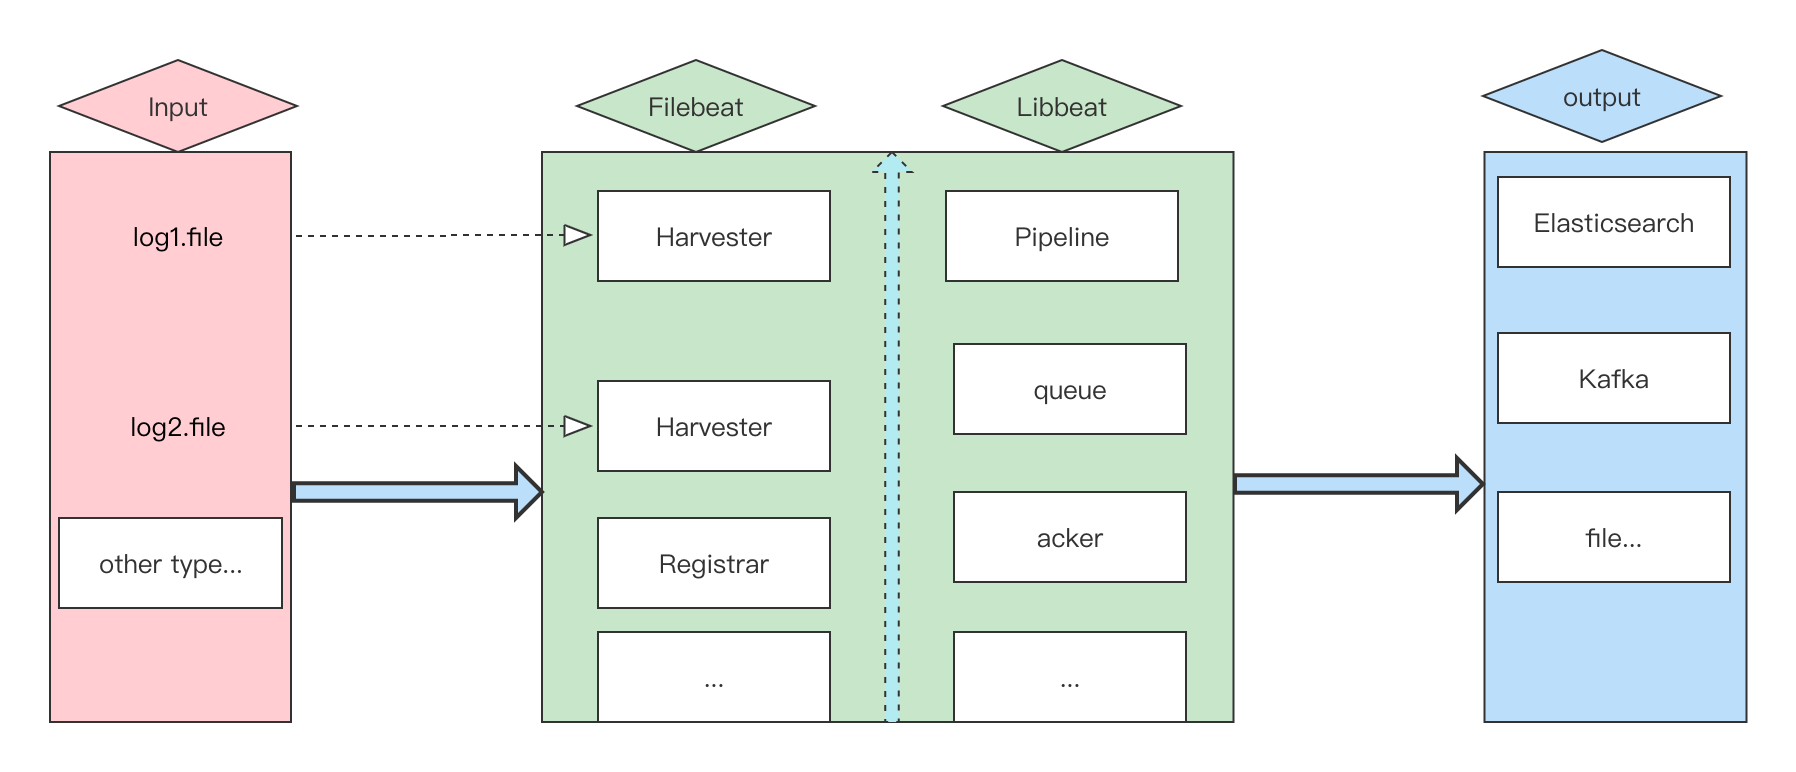 Input
Filebeat
Libbeat
output
log1.file
log2.file
other type...
Harvester
Harvester
Registrar
...
Pipeline
queue
acker
...
Elasticsearch
Kafka
file...